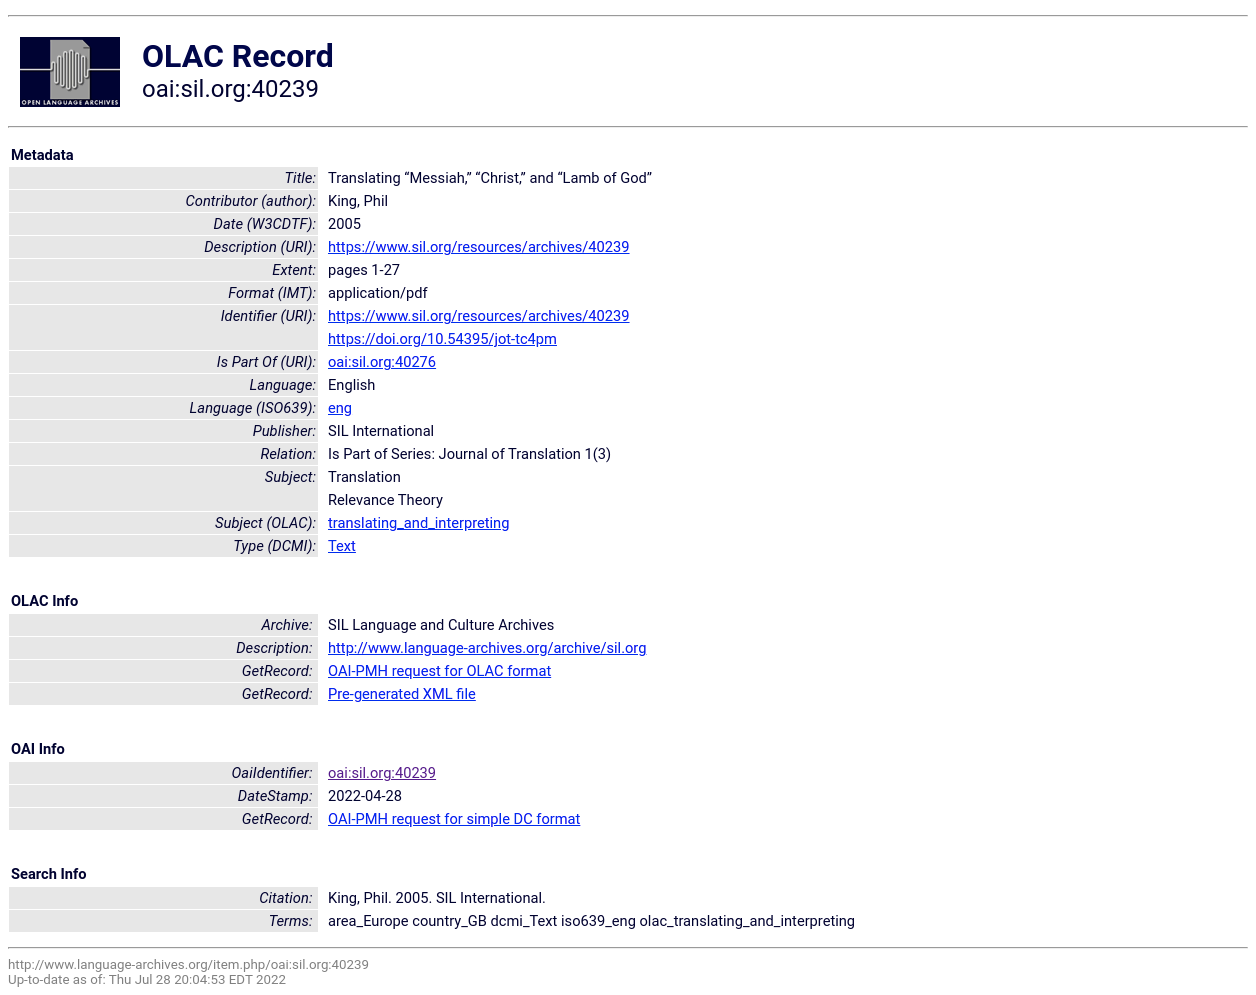 OPEN LANGUAGE ARCHIVES
OLAC Record
oai:sil.org:40239
Metadata
Title: Translating “Messiah,” “Christ,” and “Lamb of God”
Contributor (author): King, Phil
Date (W3CDTF): 2005
Description (URI): https://www.sil.org/resources/archives/40239
Extent: pages 1-27
Format (IMT): application/pdf
Identifier (URI): https://www.sil.org/resources/archives/40239
https://doi.org/10.54395/jot-tc4pm
Is Part Of (URI): oai:sil.org:40276
Language: English
Language (ISO639): eng
Publisher: SIL International
Relation: Is Part of Series: Journal of Translation 1(3)
Subject: Translation
Relevance Theory
Subject (OLAC): translating_and_interpreting
Type (DCMI): Text
OLAC Info
Archive: SIL Language and Culture Archives
Description: http://www.language-archives.org/archive/sil.org
GetRecord: OAI-PMH request for OLAC format
GetRecord: Pre-generated XML file
OAI Info
OaiIdentifier: oai:sil.org:40239
DateStamp: 2022-04-28
GetRecord: OAI-PMH request for simple DC format
Search Info
Citation: King, Phil. 2005. SIL International.
Terms: area_Europe country_GB dcmi_Text iso639_eng olac_translating_and_interpreting
http://www.language-archives.org/item.php/oai:sil.org:40239
Up-to-date as of: Thu Jul 28 20:04:53 EDT 2022